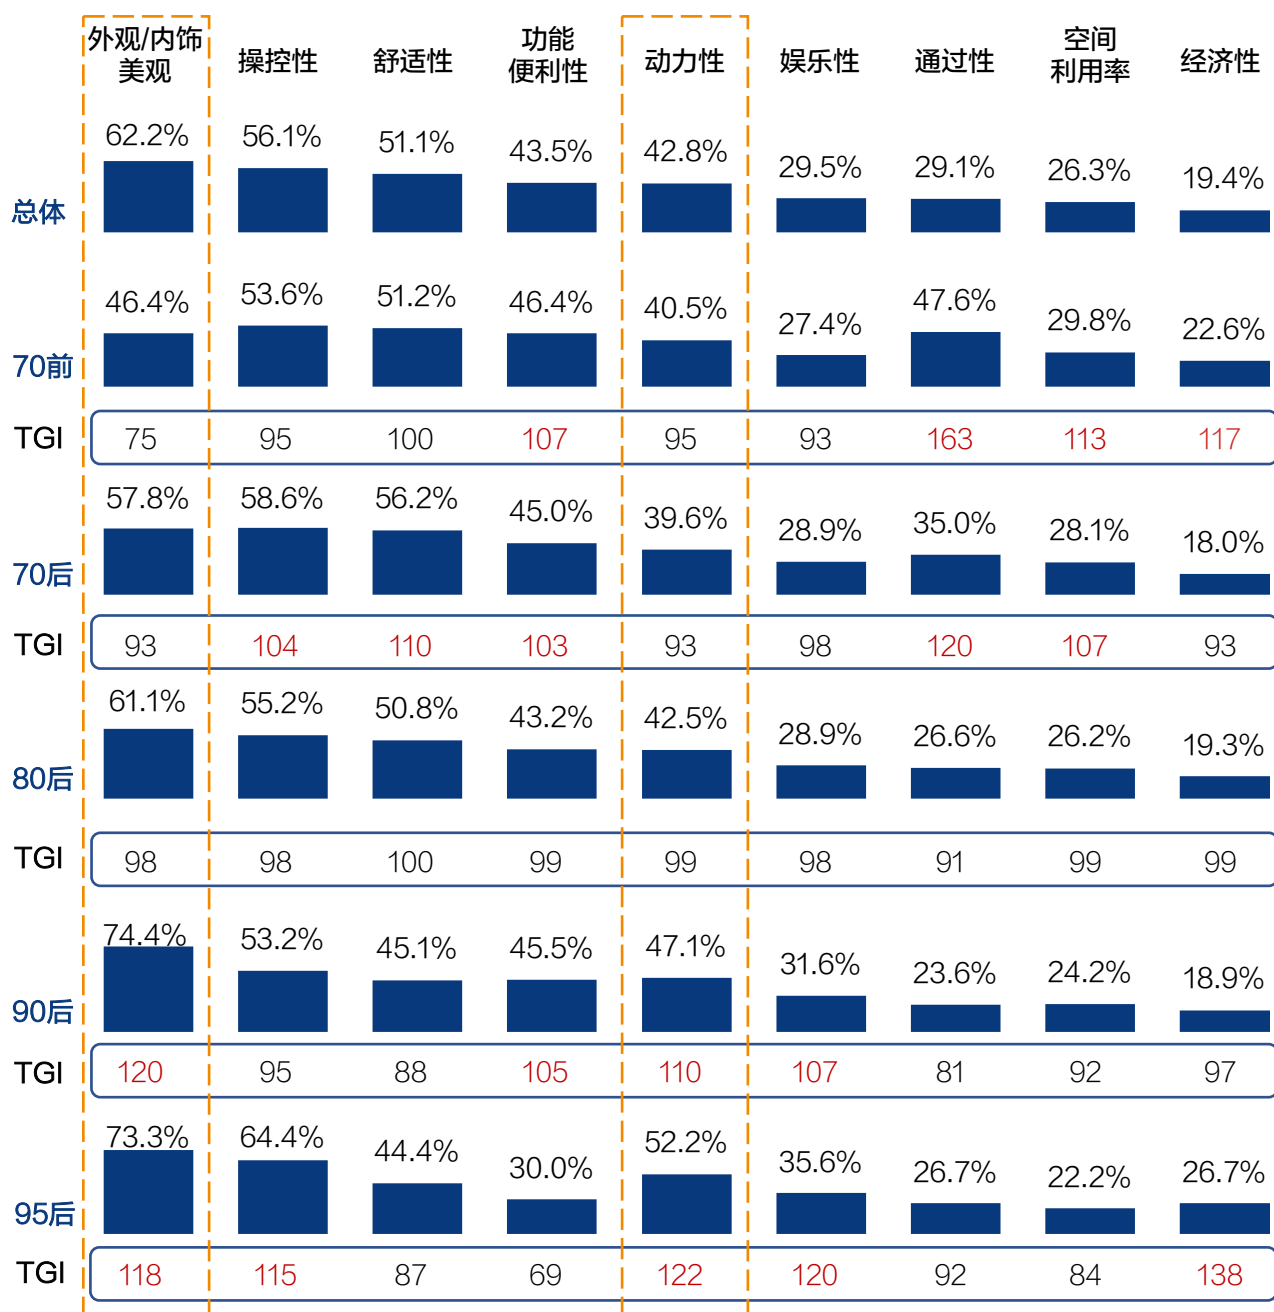 外观/内饰
美观
操控性
舒适性
功能
便利性
动力性
娱乐性
通过性
空间
利用率
经济性
总体 62.2% 56.1% 51.1% 43.5% 42.8% 29.5% 29.1% 26.3% 19.4%
70前 46.4% 53.6% 51.2% 46.4% 40.5% 27.4% 47.6% 29.8% 22.6%
TGI 75 95 100 107 95 93 163 113 117
70后 57.8% 58.6% 56.2% 45.0% 39.6% 28.9% 35.0% 28.1% 18.0%
TGI 93 104 110 103 93 98 120 107 93
80后 61.1% 55.2% 50.8% 43.2% 42.5% 28.9% 26.6% 26.2% 19.3%
TGI 98 98 100 99 99 98 91 99 99
90后 74.4% 53.2% 45.1% 45.5% 47.1% 31.6% 23.6% 24.2% 18.9%
TGI 120 95 88 105 110 107 81 92 97
95后 73.3% 64.4% 44.4% 30.0% 52.2% 35.6% 26.7% 22.2% 26.7%
TGI 118 115 87 69 122 120 92 84 138